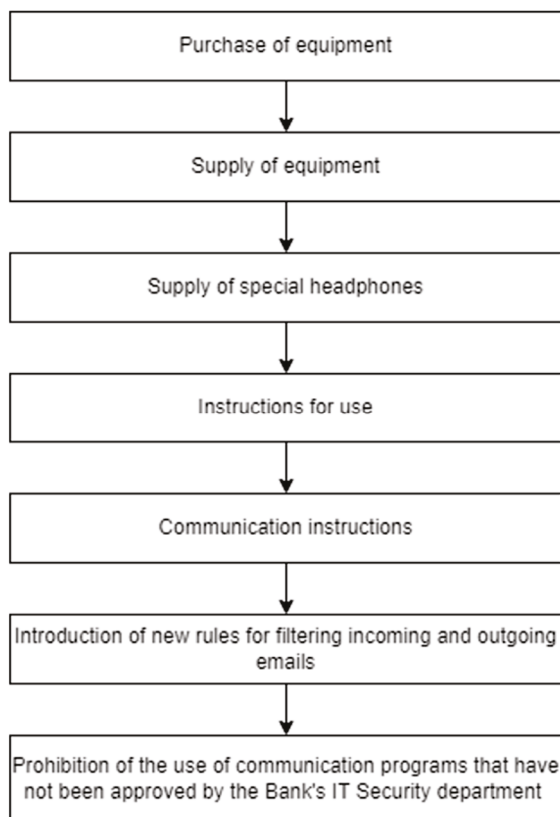 Purchase of equipment
Supply of equipment
Supply of special headphones
Instructions for use
Communication instructions
Introduction of new rules for filtering incoming and outgoing
emails
Prohibition of the use of communication programs that have
not been approved by the Bank's IT Security department